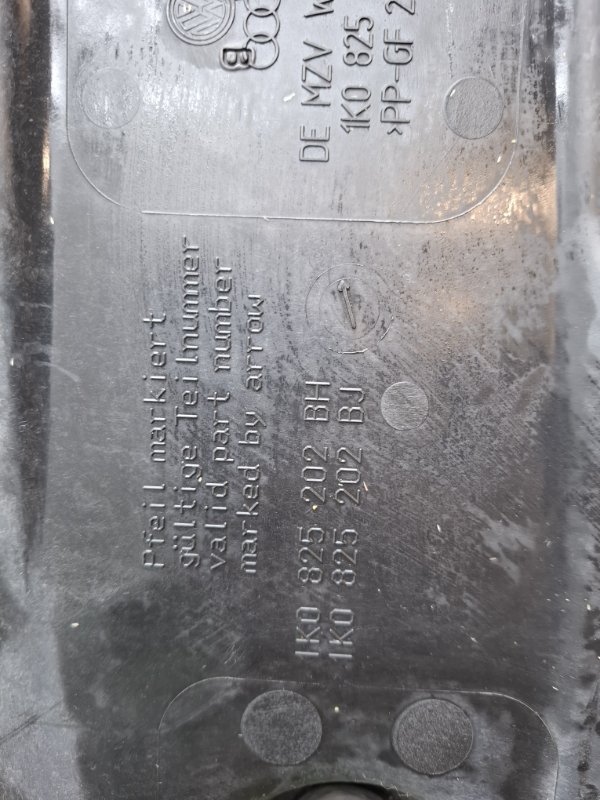 DE MZV W
1K0 825
>PP-GF 2
Pfeil markiert
gültige Teilnummer
valid part number
marked by arrow
1K0 825 202 BH
1K0 825 202 BJ